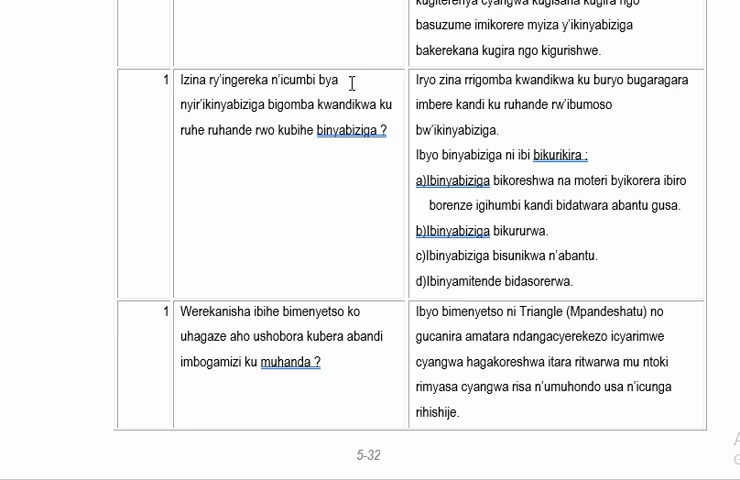 kugiterenya cyangwa kugisana kugira ngo
basuzume imikorere myiza y'ikinyabiziga
bakerekana kugira ngo kigurishwe.
1
Izina ry'ingereka n'icumbi bya
nyir'ikinyabiziga bigomba kwandikwa ku
ruhe ruhande rwo kubihe binyabiziga ?
Iryo zina rrigomba kwandikwa ku buryo bugaragara
imbere kandi ku ruhande rw'ibumoso
bw'ikinyabiziga.
Ibyo binyabiziga ni ibi bikurikira :
a)Ibinyabiziga bikoreshwa na moteri byikorera ibiro
borenze igihumbi kandi bidatwara abantu gusa.
b)Ibinyabiziga bikururwa.
c)Ibinyabiziga bisunikwa n'abantu.
d)Ibinyamitende bidasorerwa.
1
Werekanisha ibihe bimenyetso ko
uhagaze aho ushobora kubera abandi
imbogamizi ku muhanda ?
Ibyo bimenyetso ni Triangle (Mpandeshatu) no
gucanira amatara ndangacyerekezo icyarimwe
cyangwa hagakoreshwa itara ritwarwa mu ntoki
rimyasa cyangwa risa n'umuhondo usa n'icunga
rihishije.
5-32